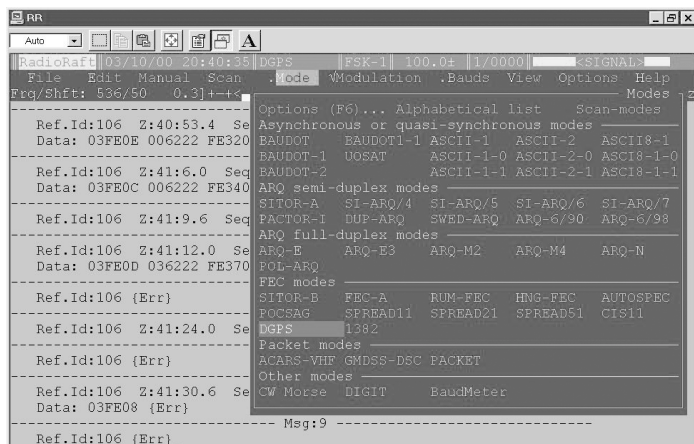 RR
Auto
RadioRaft 03/10/00 20:40:35 DGPS FSK-1 100.0± 1/0000 <SIGNAL>
File Edit Manual Scan .Mode √Modulation .Bauds View Options Help
Frq/Shft: 536/50 0.3]+-+<
Modes
Options (F6)... Alphabetical list Scan-modes
Asynchronous or quasi-synchronous modes
BAUDOT BAUDOT1-1 ASCII-1 ASCII-2 ASCII8-1
BAUDOT-1 UOSAT ASCII-1-0 ASCII-2-0 ASCI8-1-0
BAUDOT-2 ASCII-1-1 ASCII-2-1 ASCI8-1-1
ARQ semi-duplex modes
SITOR-A SI-ARQ/4 SI-ARQ/5 SI-ARQ/6 SI-ARQ/7
PACTOR-I DUP-ARQ SWED-ARQ ARQ-6/90 ARQ-6/98
ARQ full-duplex modes
ARQ-E ARQ-E3 ARQ-M2 ARQ-M4 ARQ-N
POL-ARQ
FEC modes
SITOR-B FEC-A RUM-FEC HNG-FEC AUTOSPEC
POCSAG SPREAD11 SPREAD21 SPREAD51 CIS11
DGPS 1382
Packet modes
ACARS-VHF GMDSS-DSC PACKET
Other modes
CW Morse DIGIT BaudMeter
Ref.Id:106 Z:40:53.4 Se
Data: 03FE0E 006222 FE320
Ref.Id:106 Z:41:6.0 Seq
Data: 03FE0C 006222 FE340
Ref.Id:106 Z:41:9.6 Seq
Ref.Id:106 Z:41:12.0 Se
Data: 03FE0D 036222 FE370
Ref.Id:106 {Err}
Ref.Id:106 Z:41:24.0 Se
Ref.Id:106 {Err}
Ref.Id:106 Z:41:30.6 Se
Data: 03FE08 {Err}
Msg:9
Ref.Id:106 {Err}